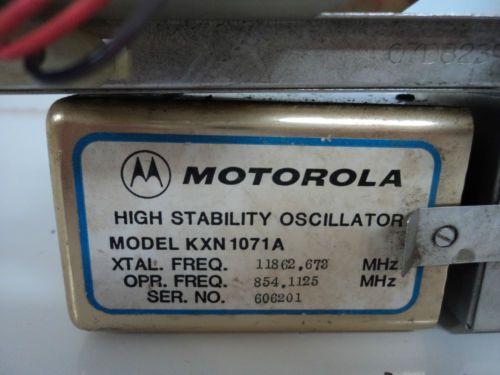 MOTOROLA
HIGH STABILITY OSCILLATOR
MODEL KXN1071A
XTAL. FREQ. 11862,673 MHz
OPR. FREQ. 854,1125 MHz
SER. NO. 606201